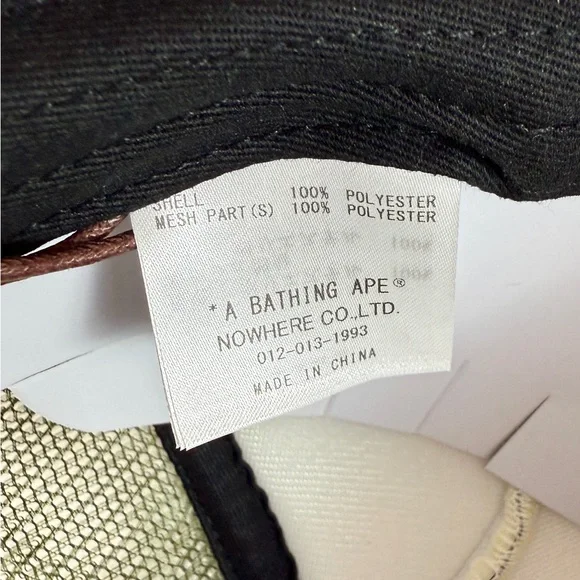 SHELL 100% POLYESTER
MESH PART(S) 100% POLYESTER
*A BATHING APE®
NOWHERE CO.,LTD.
012-013-1993
MADE IN CHINA